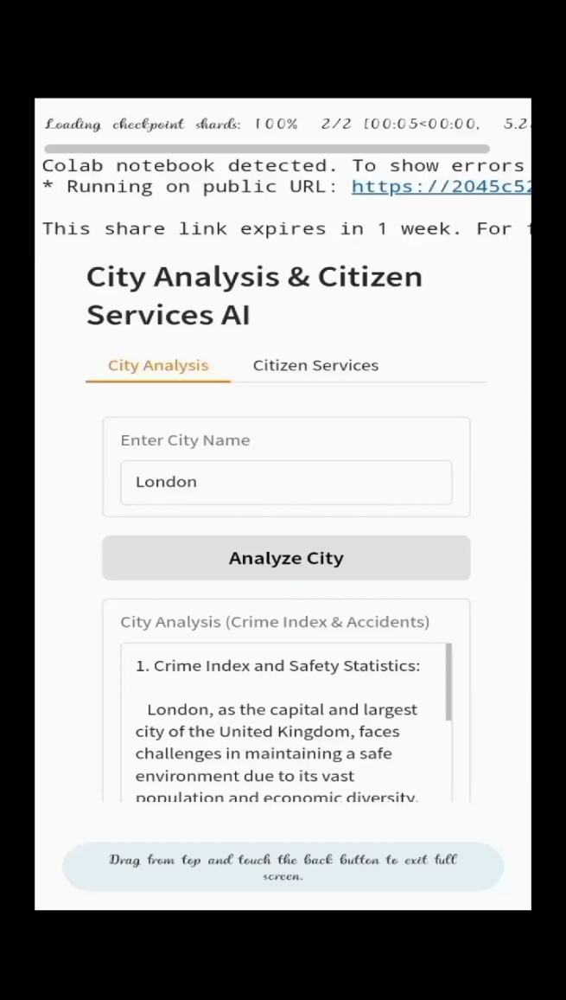 Loading checkpoint shards: 100% 2/2 [00:05<00:00, 5.2
Colab notebook detected. To show errors
* Running on public URL: https://2045c52
This share link expires in 1 week. For
City Analysis & Citizen
Services AI
City Analysis Citizen Services
Enter City Name
London
Analyze City
City Analysis (Crime Index & Accidents)
1. Crime Index and Safety Statistics:
London, as the capital and largest
city of the United Kingdom, faces
challenges in maintaining a safe
environment due to its vast
population and economic diversity.
Drag from top and touch the back button to exit full
screen.